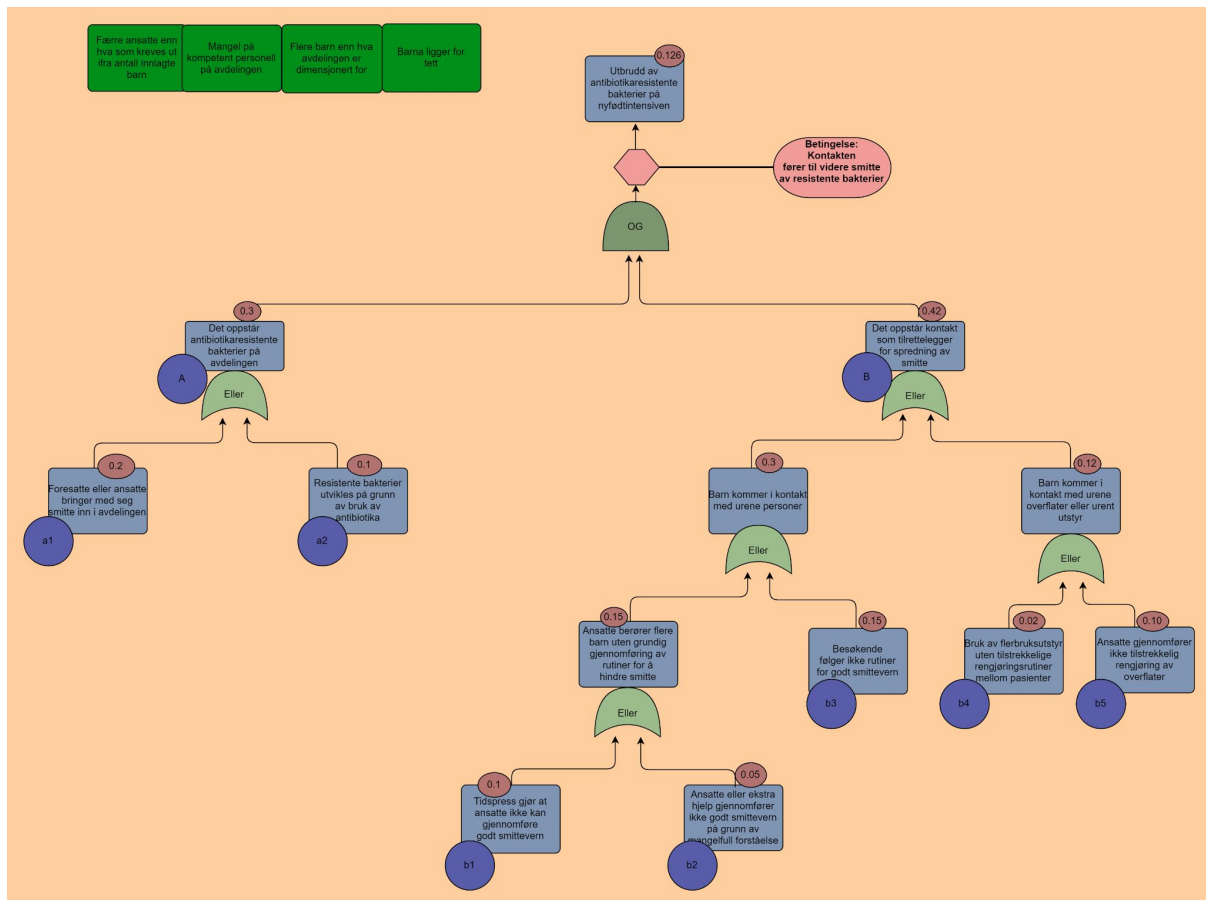 Færre ansatte enn
hva som kreves ut
ifra antall innlagte
barn
Mangel på
kompetent personell
på avdelingen
Flere barn enn hva
avdelingen er
dimensjonert for
Barna ligger for
tett
0.126
Utbrudd av
antibiotikaresistente
bakterier på
nyfødtintensiven
Betingelse:
Kontakten
fører til videre smitte
av resistente bakterier
OG
0.3
Det oppstår
antibiotikaresistente
bakterier på
avdelingen
A
Eller
0.42
Det oppstår kontakt
som tilrettelegger
for spredning av
smitte
B
Eller
0.2
Foresatte eller ansatte
bringer med seg
smitte inn i avdelingen
a1
0.1
Resistente bakterier
utvikles på grunn
av bruk av
antibiotika
a2
0.3
Barn kommer i kontakt
med urene personer
Eller
0.12
Barn kommer i
kontakt med urene
overflater eller urent
utstyr
Eller
0.15
Ansatte berører flere
barn uten grundig
gjennomføring av
rutiner for å
hindre smitte
Eller
0.15
Besøkende
følger ikke rutiner
for godt smittevern
b3
0.02
Bruk av flerbruksutstyr
uten tilstrekkelige
rengjøringsrutiner
mellom pasienter
b4
0.10
Ansatte gjennomfører
ikke tilstrekkelig
rengjøring av
overflater
b5
0.1
Tidspress gjør at
ansatte ikke kan
gjennomføre
godt smittevern
b1
0.05
Ansatte eller ekstra
hjelp gjennomfører
ikke godt smittevern
på grunn av
mangelfull forståelse
b2